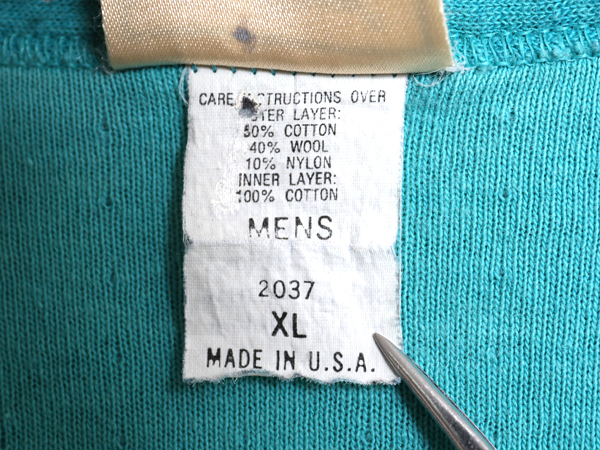 CARE INSTRUCTIONS OVER
OUTER LAYER:
50% COTTON
40% WOOL
10% NYLON
INNER LAYER:
100% COTTON
MENS
2037
XL
MADE IN U.S.A.